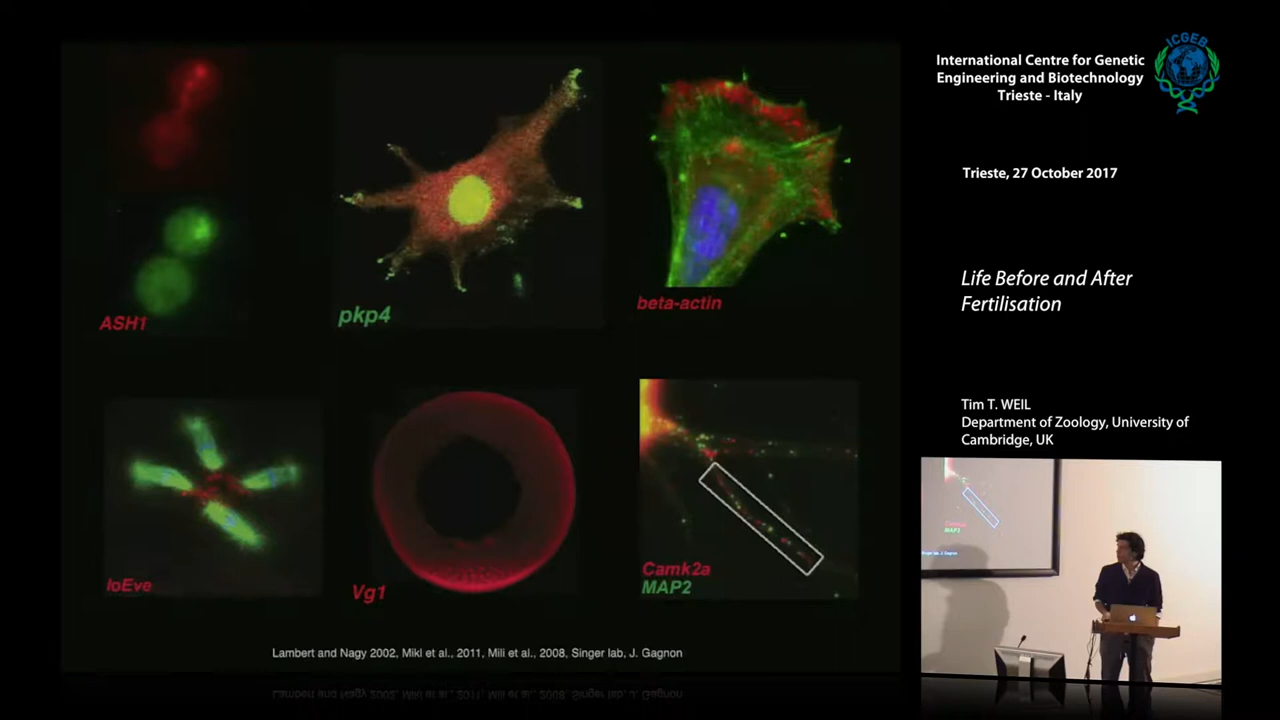 ASH1
pkp4
beta-actin
IoEve
Vg1
Camk2a
MAP2
Lambert and Nagy 2002, Mikl et al., 2011, Mili et al., 2008, Singer lab, J. Gagnon
International Centre for Genetic
Engineering and Biotechnology
Trieste - Italy
ICGEB
Trieste, 27 October 2017
Life Before and After
Fertilisation
Tim T. WEIL
Department of Zoology, University of
Cambridge, UK
MAP2